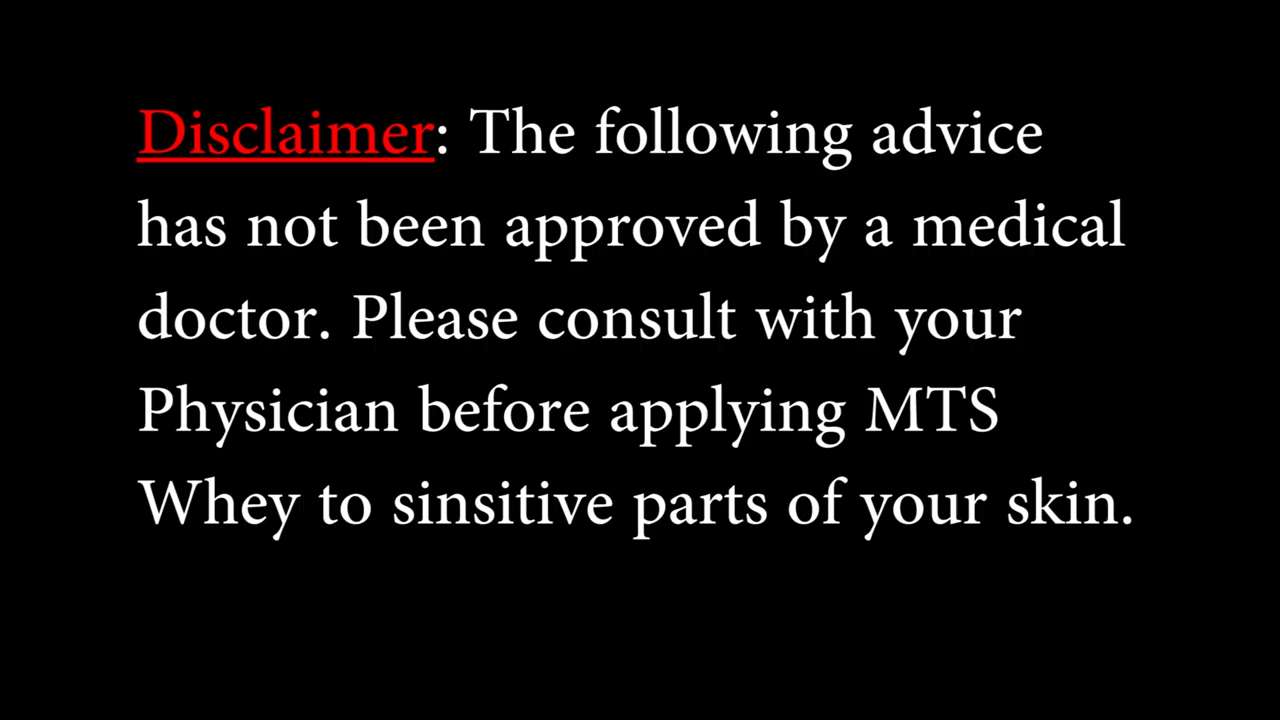 Disclaimer: The following advice
has not been approved by a medical
doctor. Please consult with your
Physician before applying MTS
Whey to sinsitive parts of your skin.